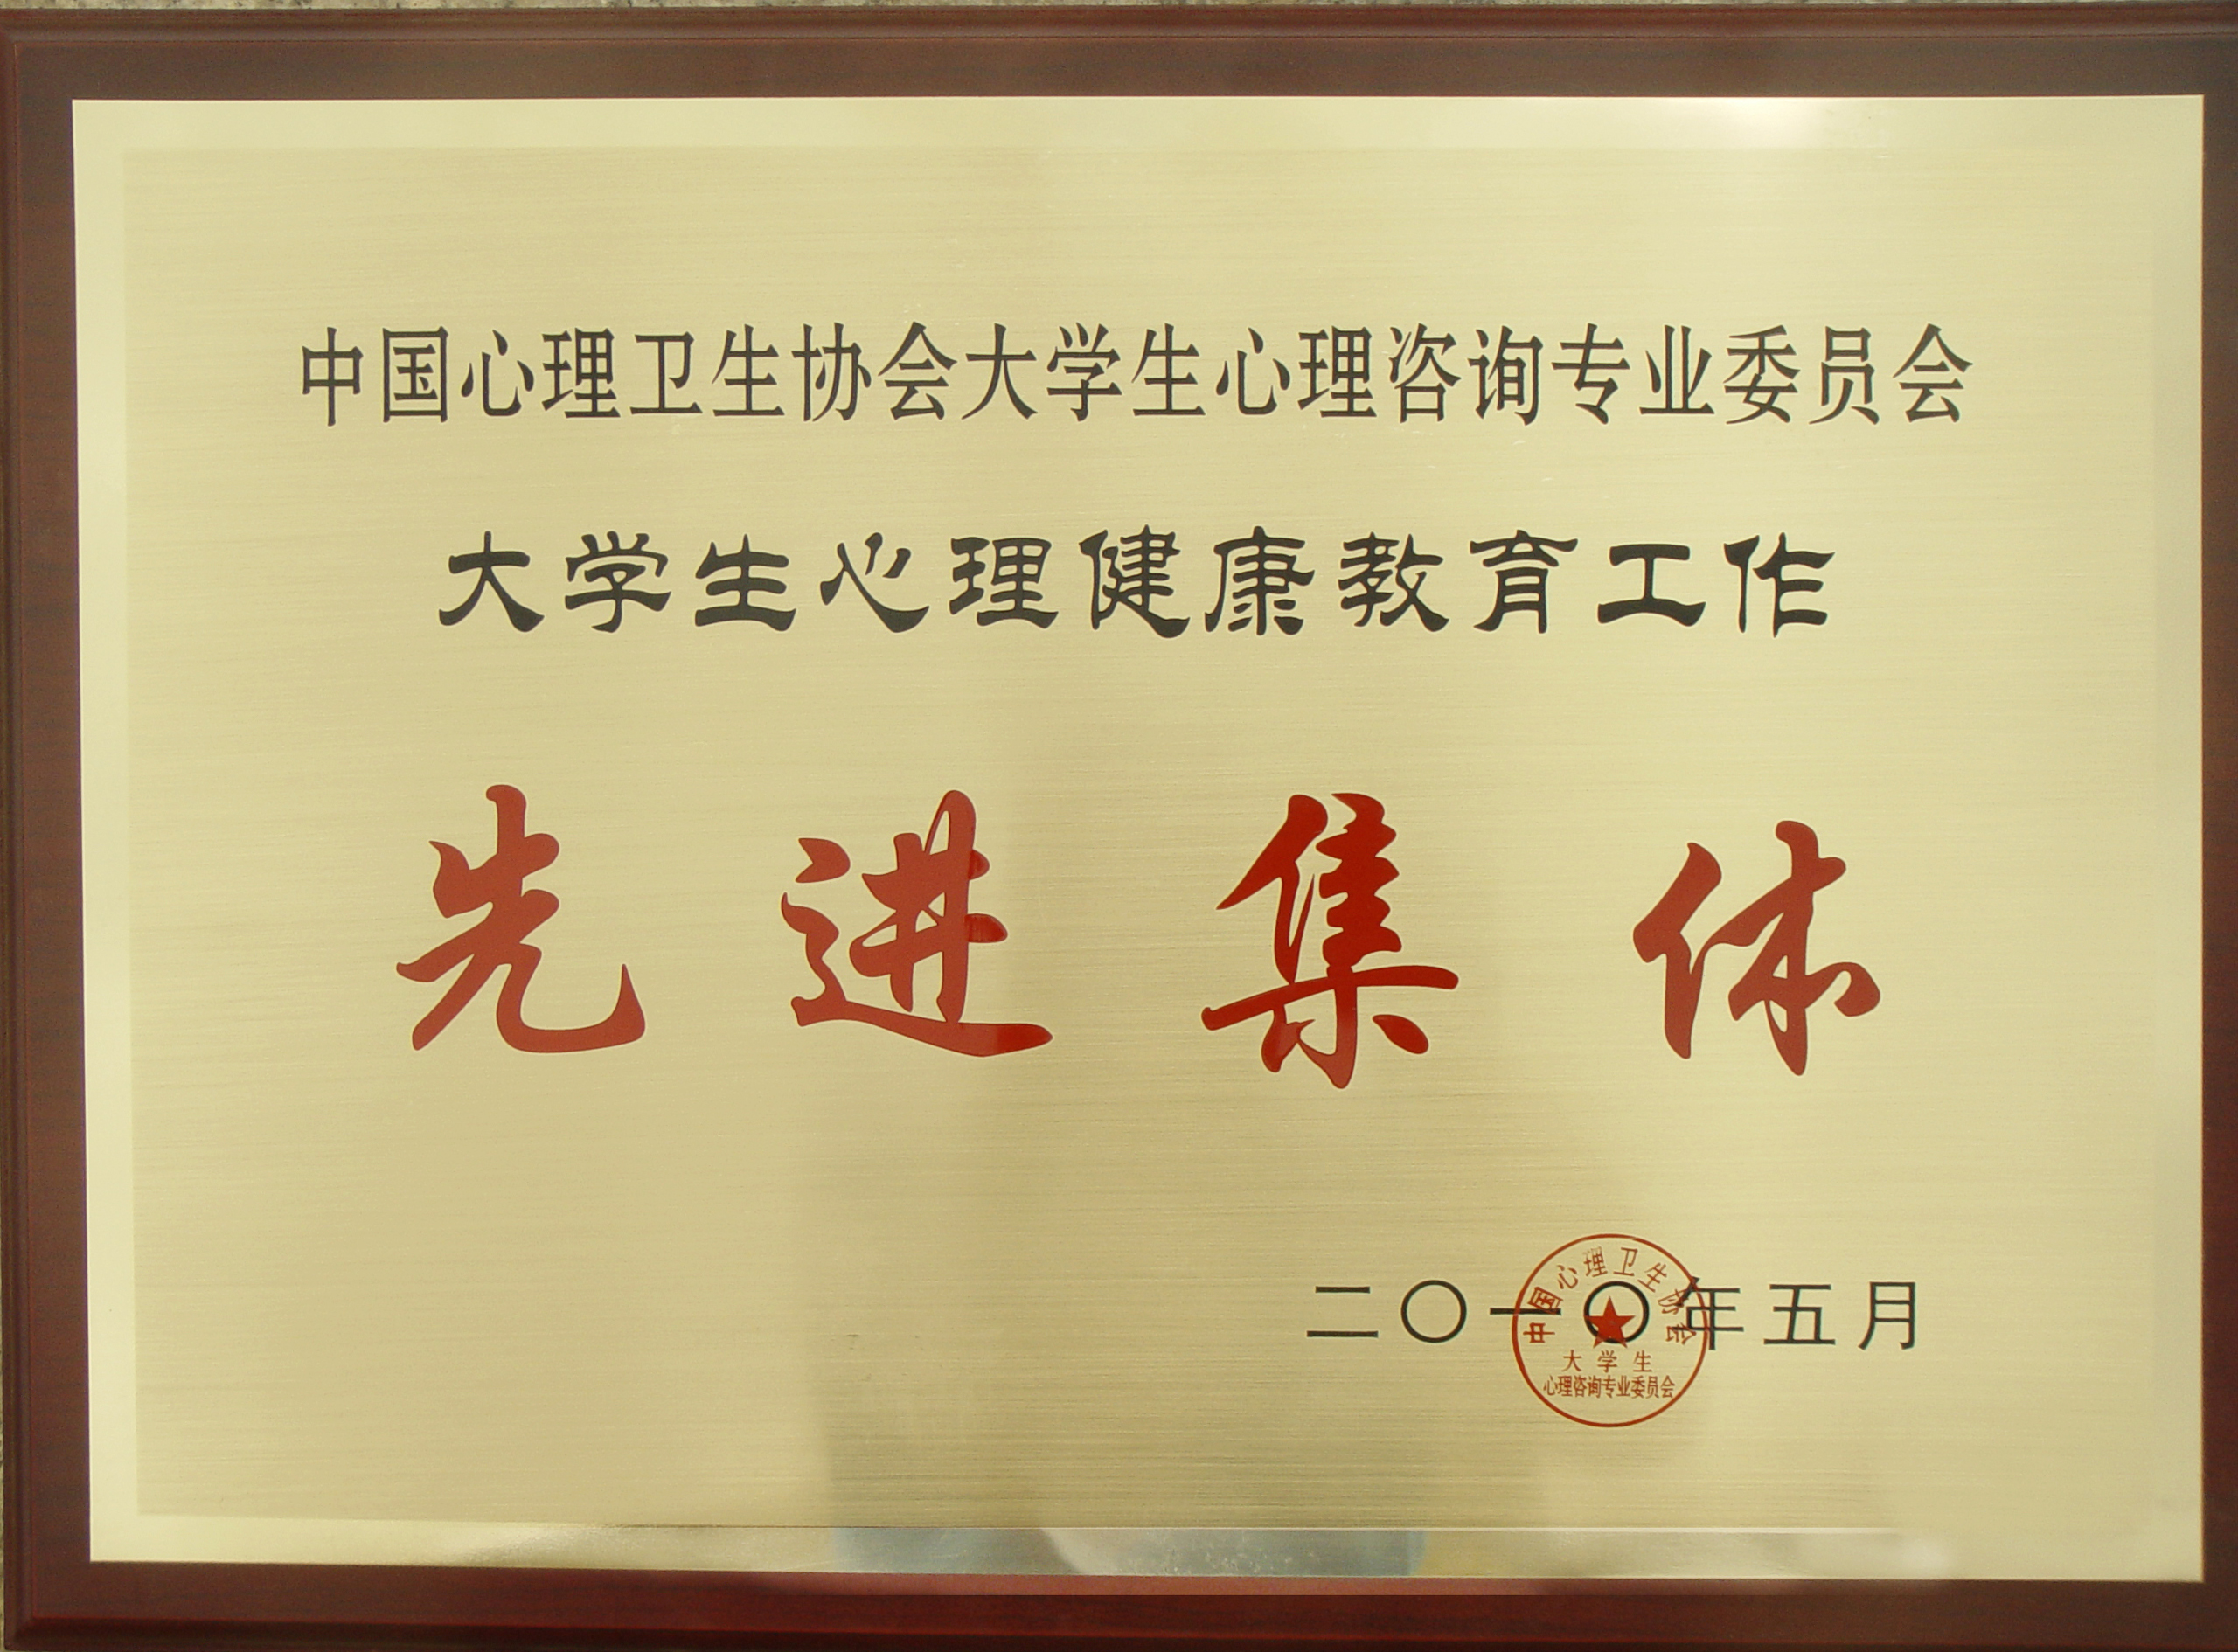 中国心理卫生协会大学生心理咨询专业委员会
大学生心理健康教育工作
先进集体
二〇一〇年五月
中国心理卫生协会
大学生
心理咨询专业委员会